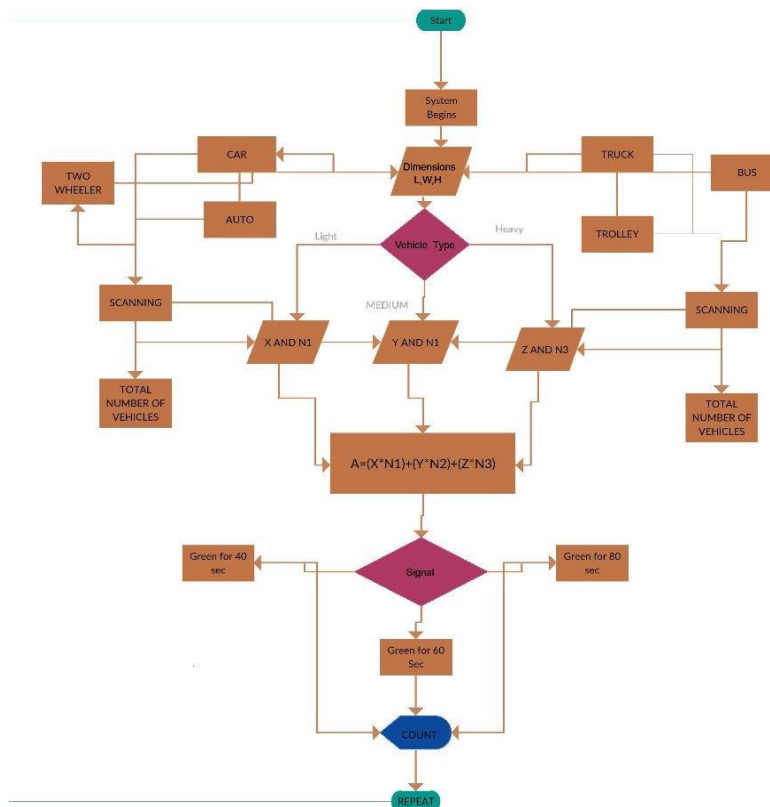 Start
System
Begins
CAR
Dimensions
L,W,H
TRUCK
TWO
WHEELER
BUS
AUTO
TROLLEY
Light
Vehicle Type
Heavy
SCANNING
MEDIUM
SCANNING
X AND N1
Y AND N1
Z AND N3
TOTAL
NUMBER OF
VEHICLES
TOTAL
NUMBER OF
VEHICLES
A=(X*N1)+(Y*N2)+(Z*N3)
Green for 40
sec
Signal
Green for 80
sec
Green for 60
Sec
COUNT
REPEAT